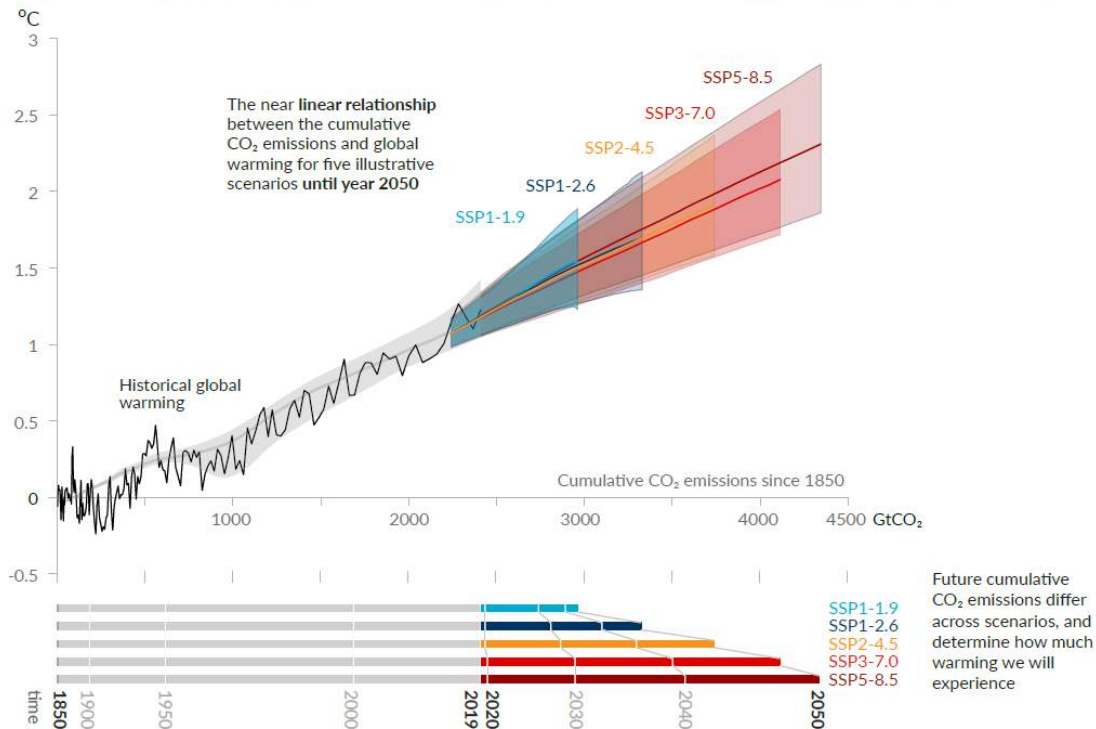 °C
3
2.5
2
1.5
1
0.5
0
-0.5
The near linear relationship
between the cumulative
CO₂ emissions and global
warming for five illustrative
scenarios until year 2050
SSP5-8.5
SSP3-7.0
SSP2-4.5
SSP1-2.6
SSP1-1.9
Historical global
warming
Cumulative CO₂ emissions since 1850
1000
2000
3000
4000
4500 GtCO₂
SSP1-1.9
SSP1-2.6
SSP2-4.5
SSP3-7.0
SSP5-8.5
Future cumulative
CO₂ emissions differ
across scenarios, and
determine how much
warming we will
experience
time
1850
1900
1950
2000
2019
2020
2030
2040
2050